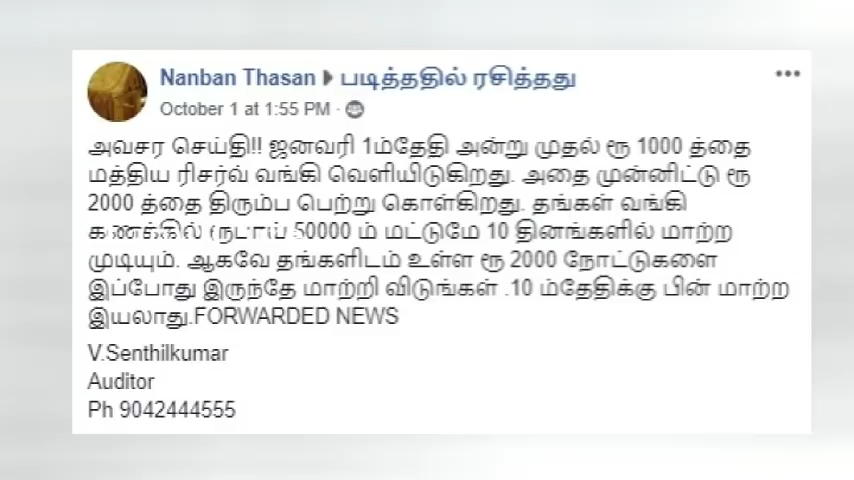 Nanban Thasan ▶ படித்ததில் ரசித்தது
October 1 at 1:55 PM ·
அவசர செய்தி!! ஜனவரி 1ம்தேதி அன்று முதல் ரூ 1000 த்தை
மத்திய ரிசர்வ் வங்கி வெளியிடுகிறது. அதை முன்னிட்டு ரூ
2000 த்தை திரும்ப பெற்று கொள்கிறது. தங்கள் வங்கி
கணக்கில் ரூபாய் 50000 ம் மட்டுமே 10 தினங்களில் மாற்ற
முடியும். ஆகவே தங்களிடம் உள்ள ரூ 2000 நோட்டுகளை
இப்போது இருந்தே மாற்றி விடுங்கள் .10 ம்தேதிக்கு பின் மாற்ற
இயலாது.FORWARDED NEWS
V.Senthilkumar
Auditor
Ph 9042444555